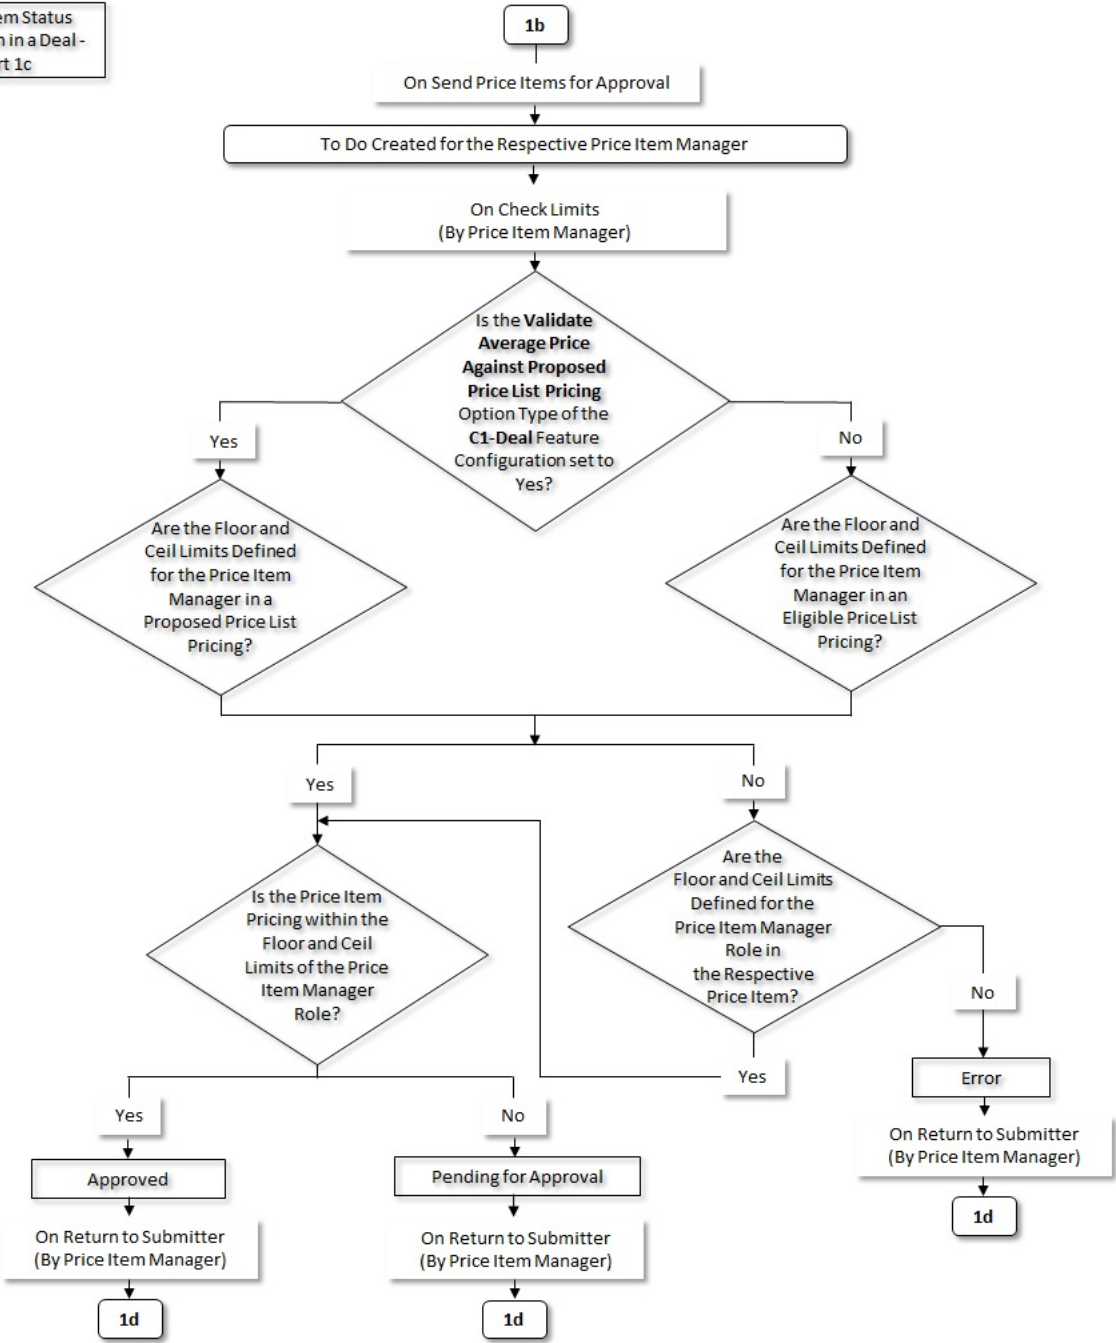 em Status
n in a Deal -
rt 1c
1b
On Send Price Items for Approval
To Do Created for the Respective Price Item Manager
On Check Limits
(By Price Item Manager)
Is the Validate
Average Price
Against Proposed
Price List Pricing
Option Type of the
C1-Deal Feature
Configuration set to
Yes?
Yes
No
Are the Floor and
Ceil Limits Defined
for the Price Item
Manager in a
Proposed Price List
Pricing?
Are the Floor and
Ceil Limits Defined
for the Price Item
Manager in an
Eligible Price List
Pricing?
Yes
No
Is the Price Item
Pricing within the
Floor and Ceil
Limits of the Price
Item Manager
Role?
Are the
Floor and Ceil Limits
Defined for the
Price Item Manager
Role in
the Respective
Price Item?
No
Yes
Error
On Return to Submitter
(By Price Item Manager)
1d
Yes
No
Approved
Pending for Approval
On Return to Submitter
(By Price Item Manager)
On Return to Submitter
(By Price Item Manager)
1d
1d